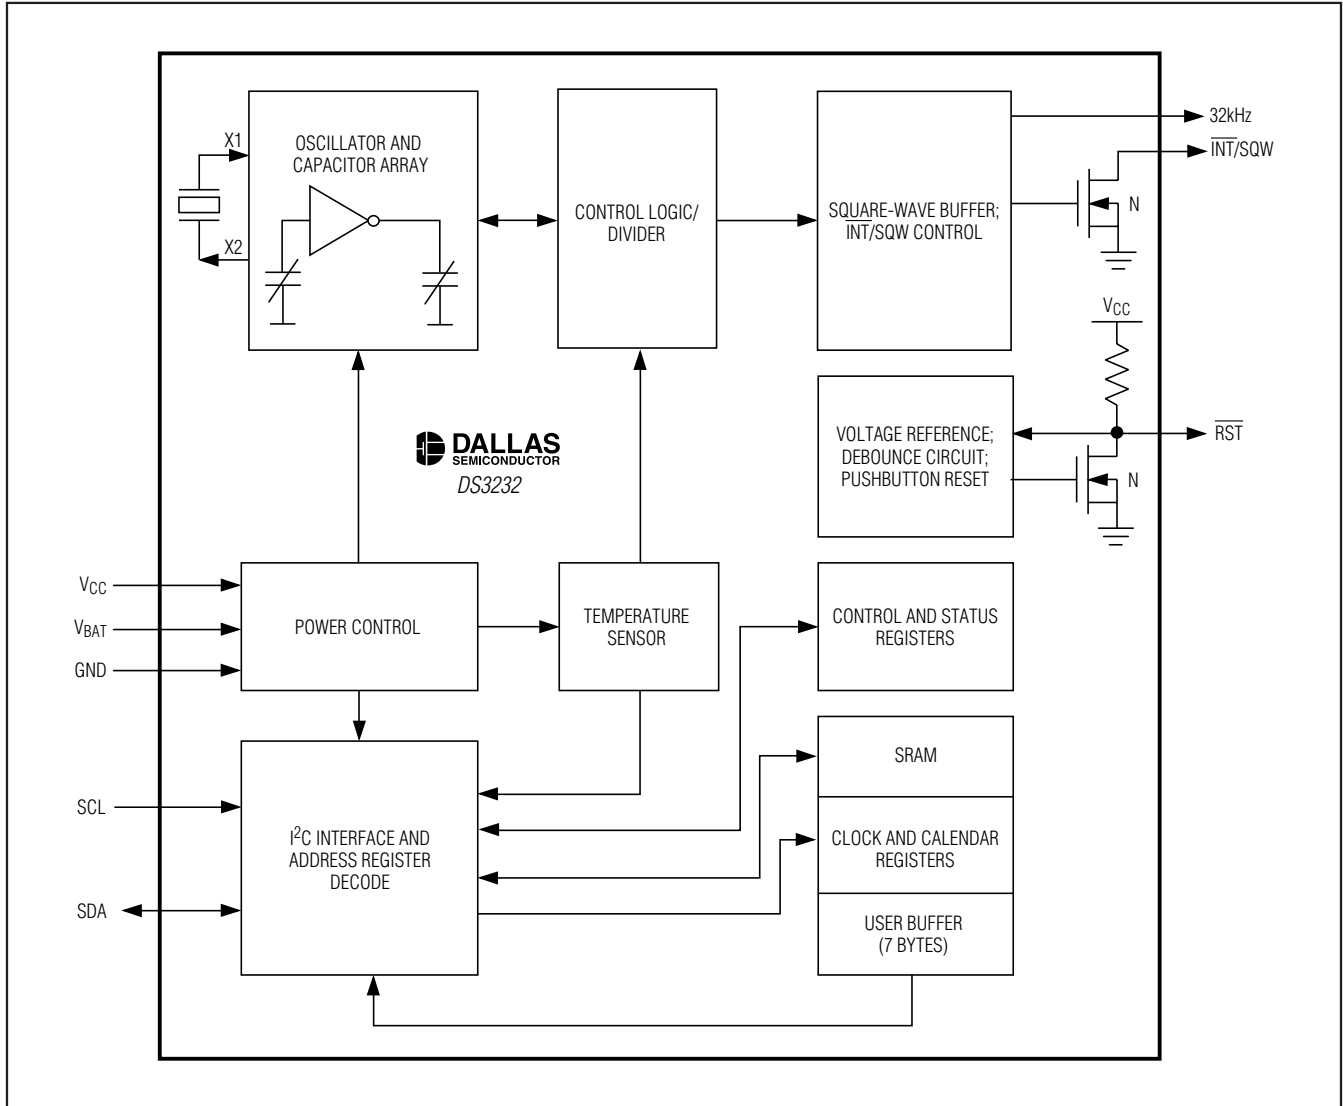 OSCILLATOR AND
CAPACITOR ARRAY
X1
X2
CONTROL LOGIC/
DIVIDER
SQUARE-WAVE BUFFER;
INT/SQW CONTROL
32kHz
INT/SQW
N
VCC
VOLTAGE REFERENCE;
DEBOUNCE CIRCUIT;
PUSHBUTTON RESET
RST
N
DALLAS
SEMICONDUCTOR
DS3232
VCC
VBAT
GND
POWER CONTROL
TEMPERATURE
SENSOR
CONTROL AND STATUS
REGISTERS
SCL
SDA
I²C INTERFACE AND
ADDRESS REGISTER
DECODE
SRAM
CLOCK AND CALENDAR
REGISTERS
USER BUFFER
(7 BYTES)